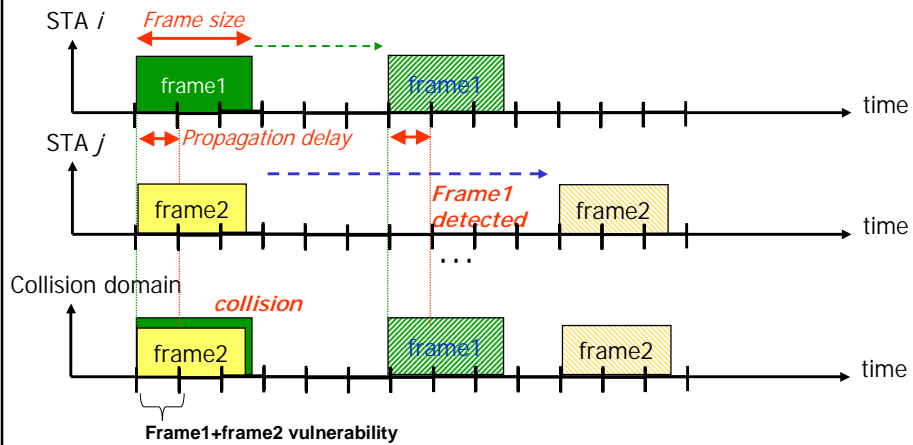 STA i
Frame size
frame1
frame1
time
Propagation delay
STA j
frame2
Frame1
detected
frame2
time
...
Collision domain
collision
frame2
frame1
frame2
time
Frame1+frame2 vulnerability